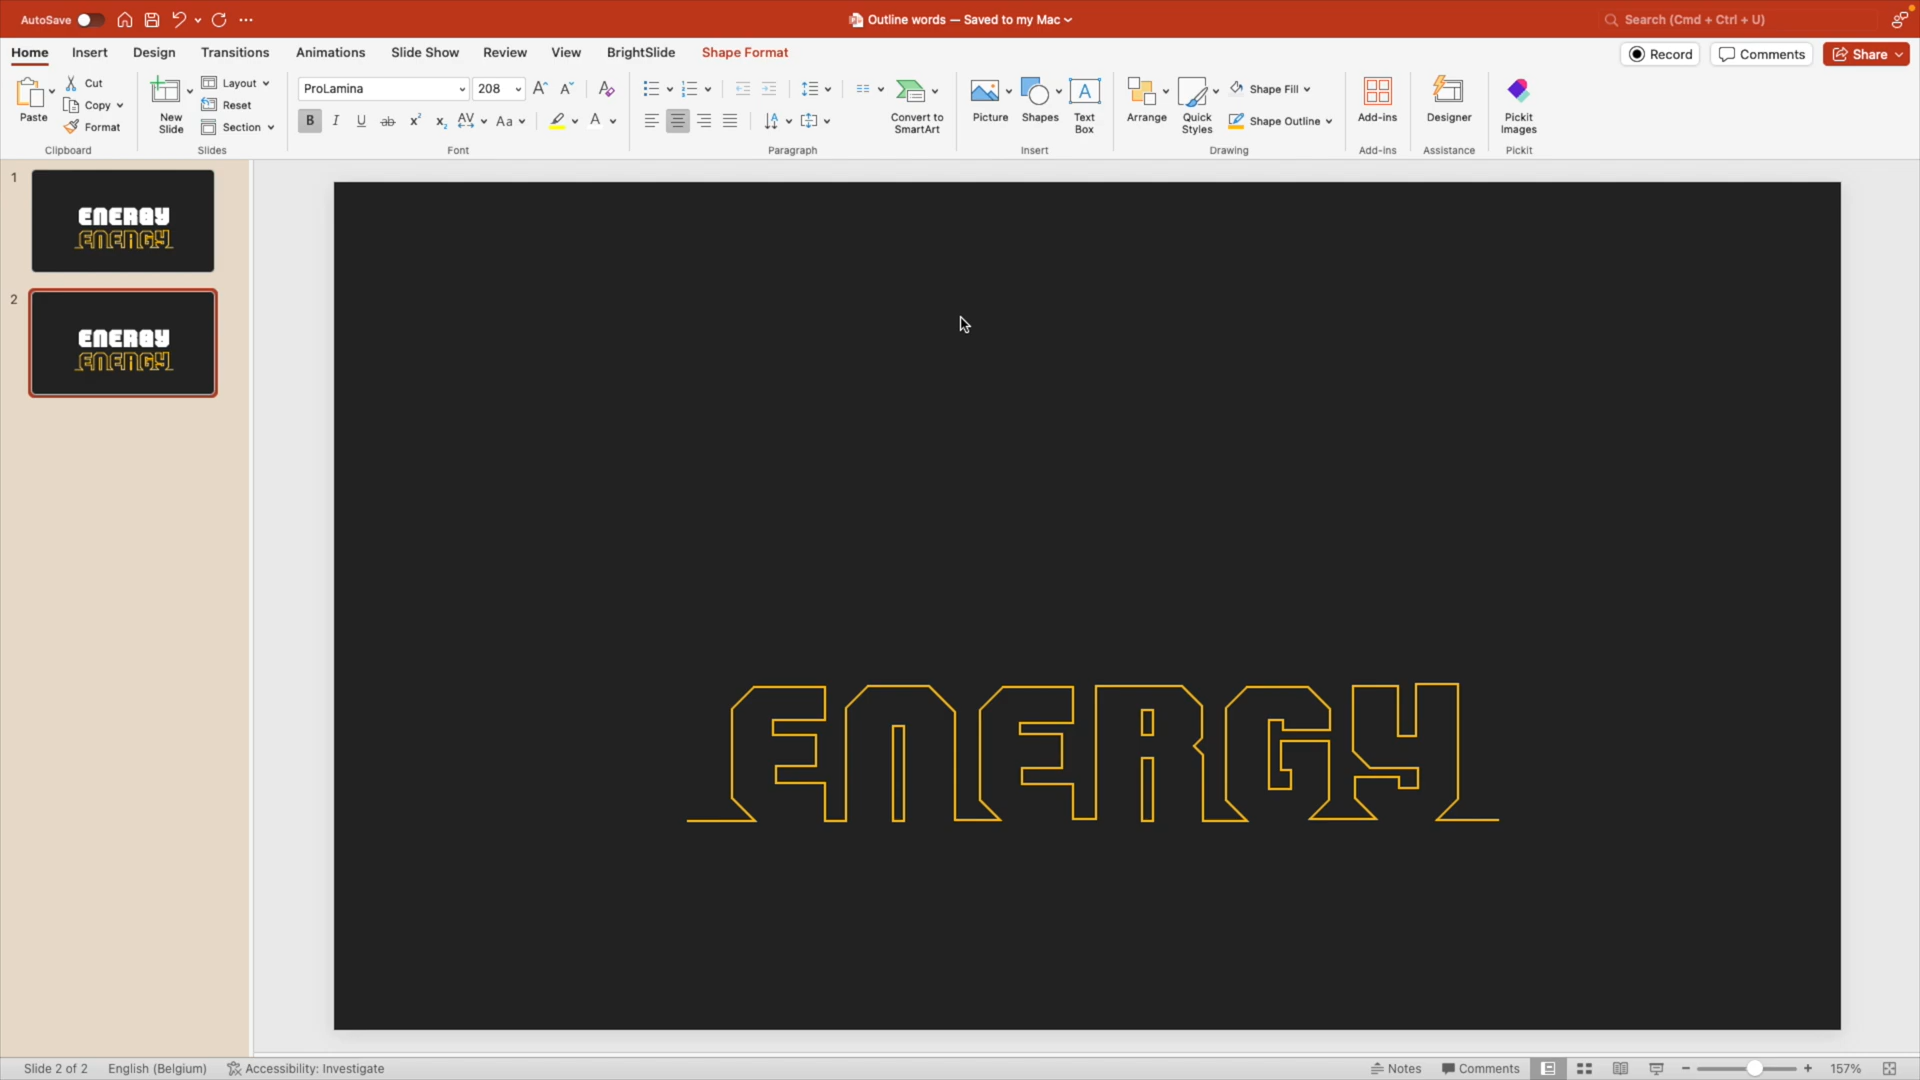 AutoSave
Outline words — Saved to my Mac
Search (Cmd + Ctrl + U)
Home Insert Design Transitions Animations Slide Show Review View BrightSlide Shape Format
Record Comments Share
Paste Cut Copy Format
New Slide Layout Reset Section
ProLamina 208
Convert to SmartArt
Picture Shapes Text Box
Arrange Quick Styles Shape Fill Shape Outline
Add-ins Designer Pickit Images
Clipboard Slides Font Paragraph Insert Drawing Add-ins Assistance Pickit
1
ENERGY
ENERGY
2
ENERGY
ENERGY
ENERGY
Slide 2 of 2 English (Belgium) Accessibility: Investigate Notes Comments 157%